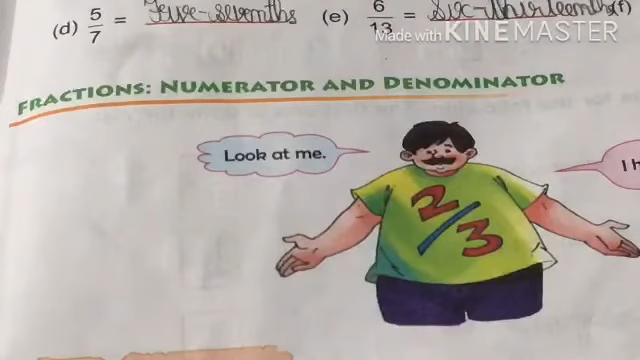 (d) 5/7 = Five-sevenths (e) 6/13 = Six-thirteenths (f)
Made with KINEMASTER
FRACTIONS: NUMERATOR AND DENOMINATOR
Look at me.
I h
2/3